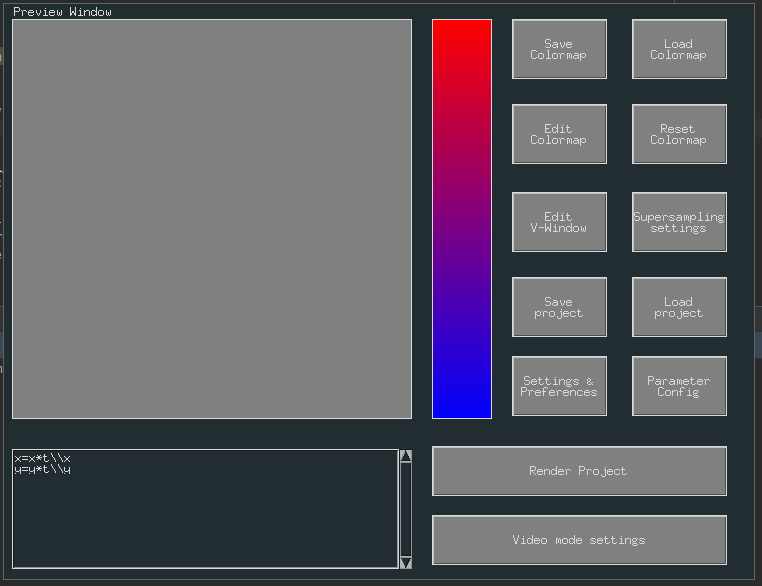 Preview Window
Save
Colormap
Load
Colormap
Edit
Colormap
Reset
Colormap
Edit
V-Window
Supersampling
settings
Save
project
Load
project
Settings &
Preferences
Parameter
Config
x=x*t\\x
y=y*t\\y
Render Project
Video mode settings